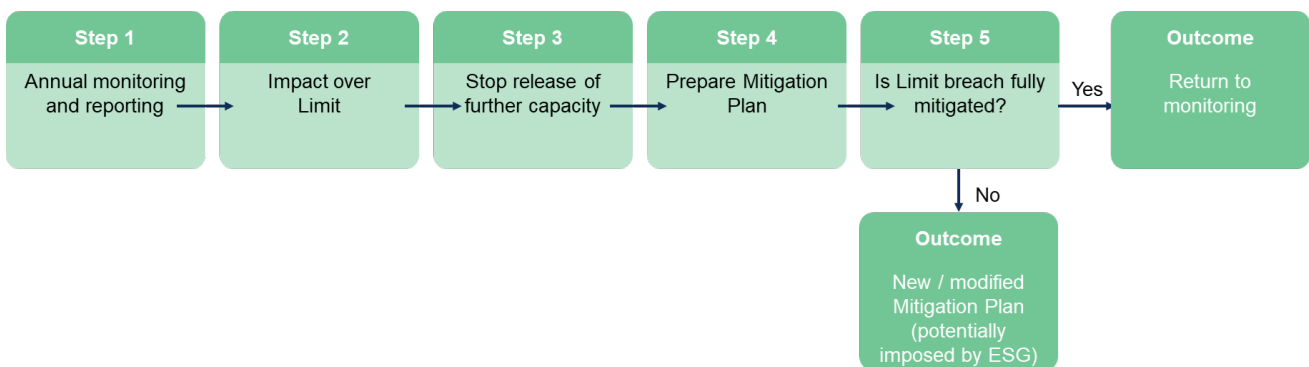 Step 1
Annual monitoring
and reporting
Step 2
Impact over
Limit
Step 3
Stop release of
further capacity
Step 4
Prepare Mitigation
Plan
Step 5
Is Limit breach fully
mitigated?
Yes
Outcome
Return to
monitoring
No
Outcome
New / modified
Mitigation Plan
(potentially
imposed by ESG)